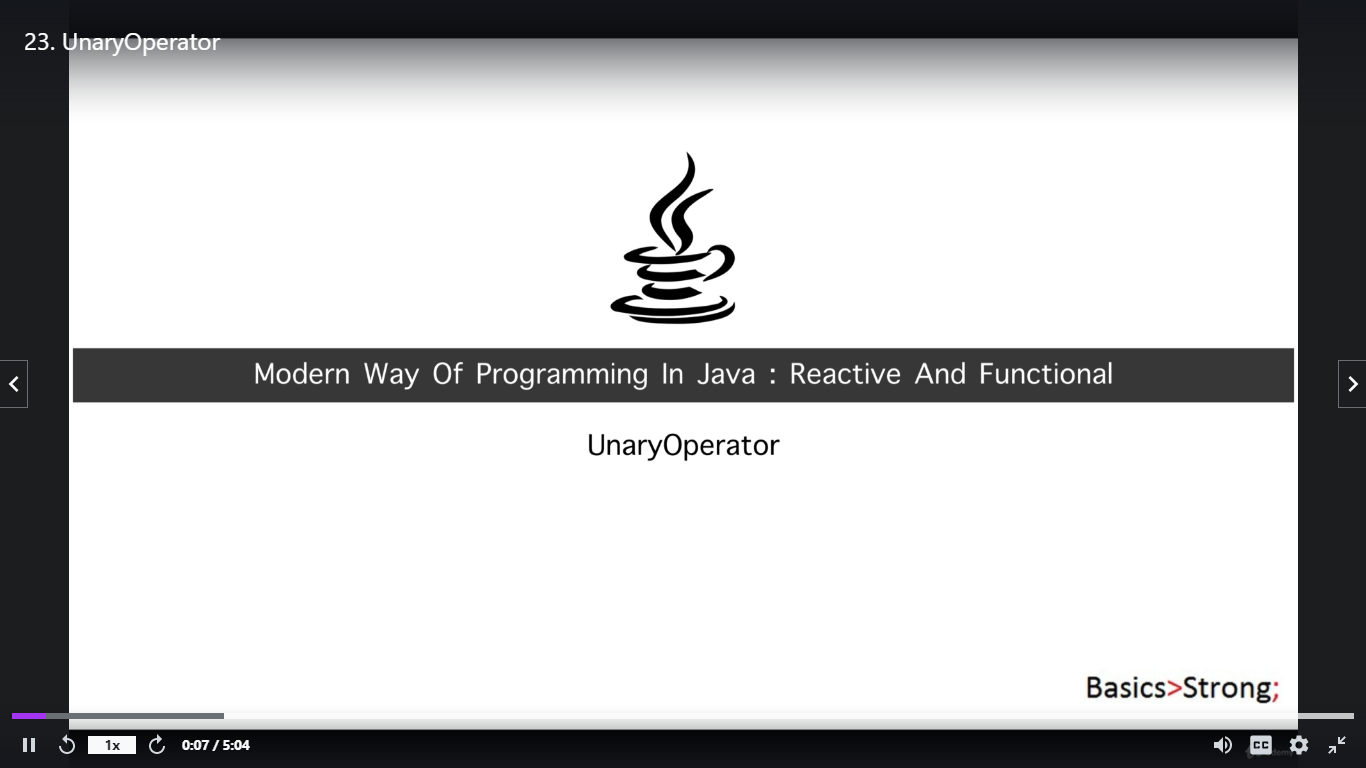 23. UnaryOperator
Modern Way Of Programming In Java : Reactive And Functional
UnaryOperator
Basics>Strong;
1x
0:07 / 5:04
CC